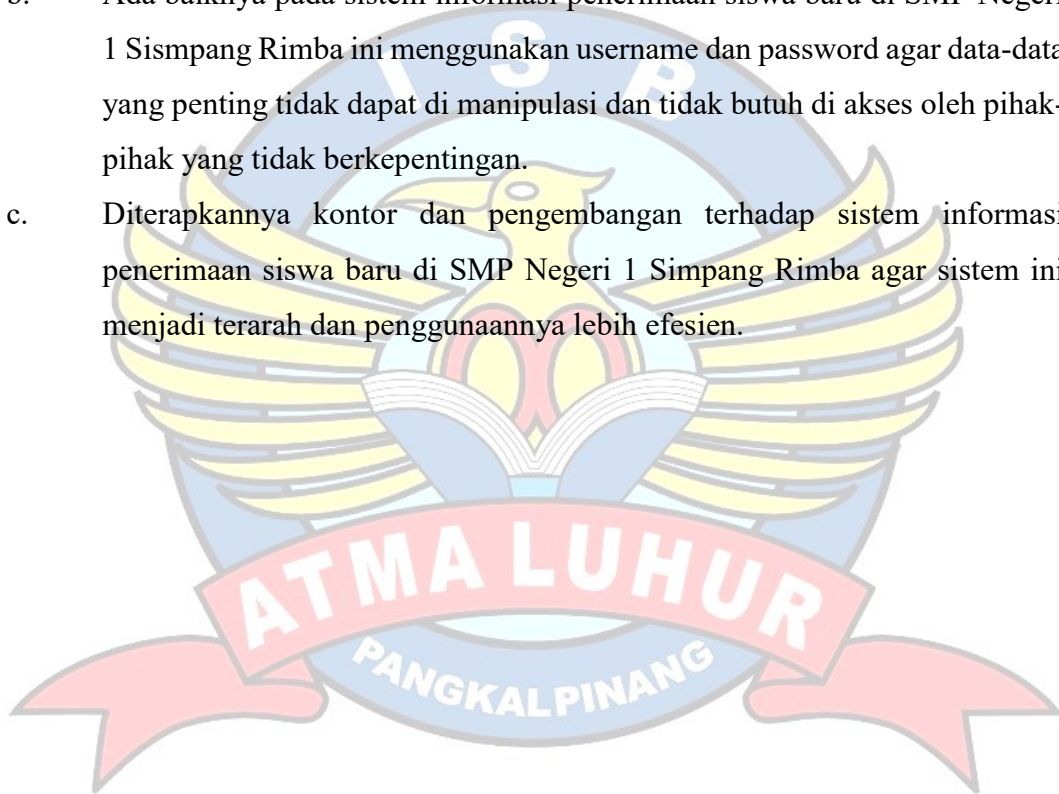 b. Ada baiknya pada sistem informasi penerimaan siswa baru di SMP Negeri
1 Sismpang Rimba ini menggunakan username dan password agar data-data
yang penting tidak dapat di manipulasi dan tidak butuh di akses oleh pihak-
pihak yang tidak berkepentingan.
c. Diterapkannya kontor dan pengembangan terhadap sistem informasi
penerimaan siswa baru di SMP Negeri 1 Simpang Rimba agar sistem ini
menjadi terarah dan penggunaannya lebih efesien.
I S B
ATMA LUHUR
PANGKALPINANG